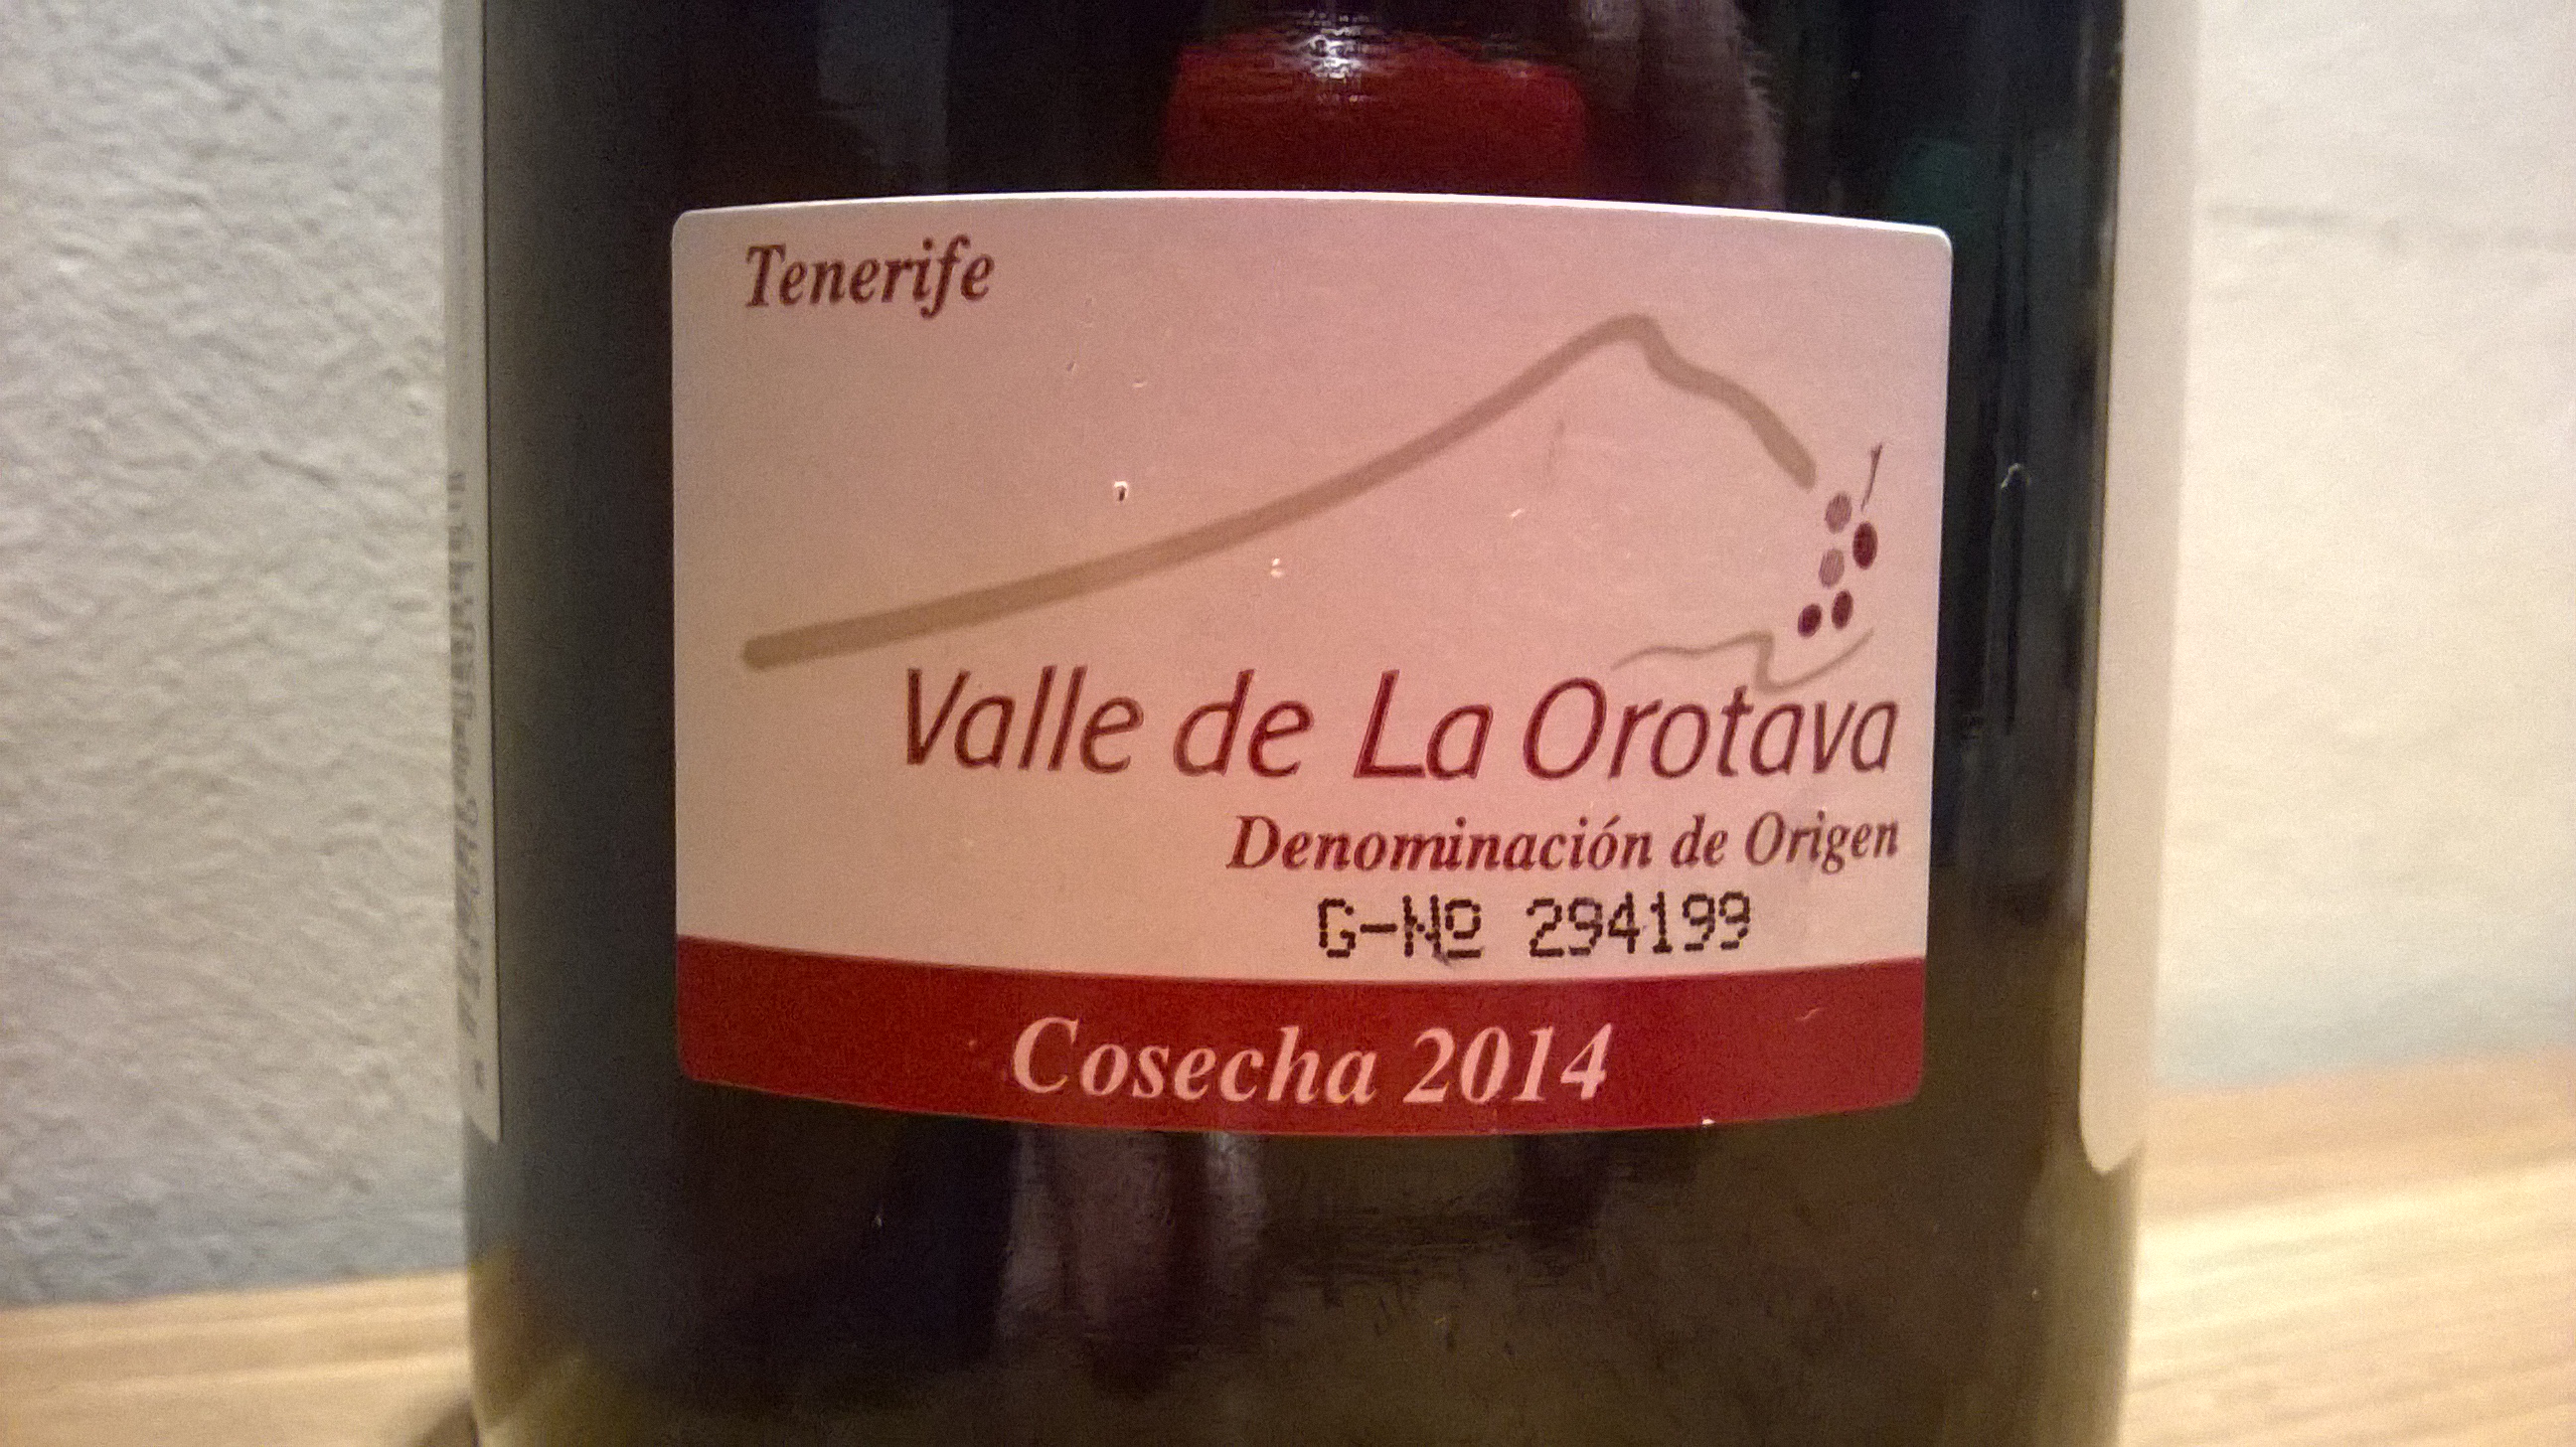 Tenerife
Valle de La Orotava
Denominación de Origen
G-Nº 294199
Cosecha 2014